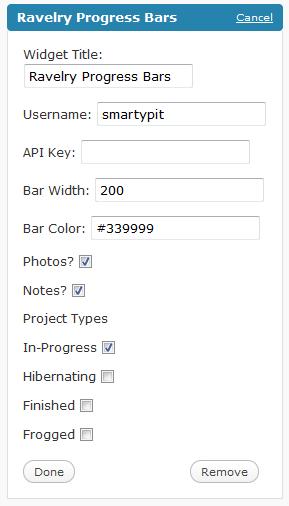 Ravelry Progress Bars Cancel
Widget Title:
Ravelry Progress Bars
Username: smartypit
API Key:
Bar Width: 200
Bar Color: #339999
Photos?
Notes?
Project Types
In-Progress
Hibernating
Finished
Frogged
Done Remove